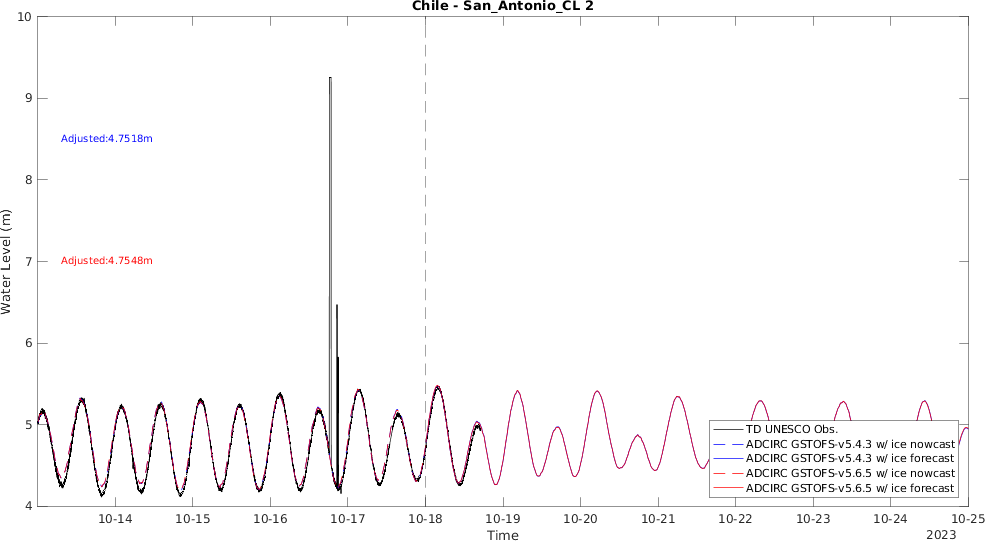 Chile - San_Antonio_CL 2
Water Level (m)
10
9
8
7
6
5
4
Adjusted:4.7518m
Adjusted:4.7548m
TD UNESCO Obs.
ADCIRC GSTOFS-v5.4.3 w/ ice nowcast
ADCIRC GSTOFS-v5.4.3 w/ ice forecast
ADCIRC GSTOFS-v5.6.5 w/ ice nowcast
ADCIRC GSTOFS-v5.6.5 w/ ice forecast
10-14 10-15 10-16 10-17 10-18 10-19 10-20 10-21 10-22 10-23 10-24 10-25
Time
2023